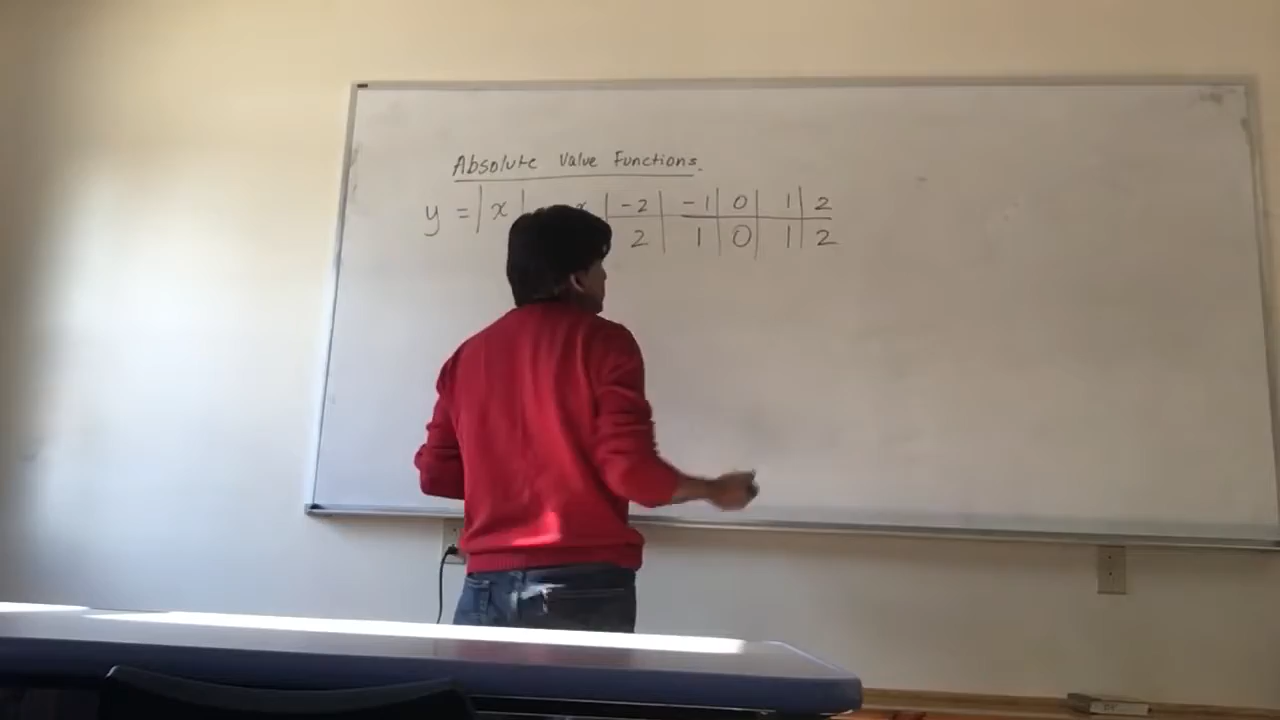 Absolute Value Functions.
y = |x| x | -2 | -1 | 0 | 1 | 2
2 | 1 | 0 | 1 | 2